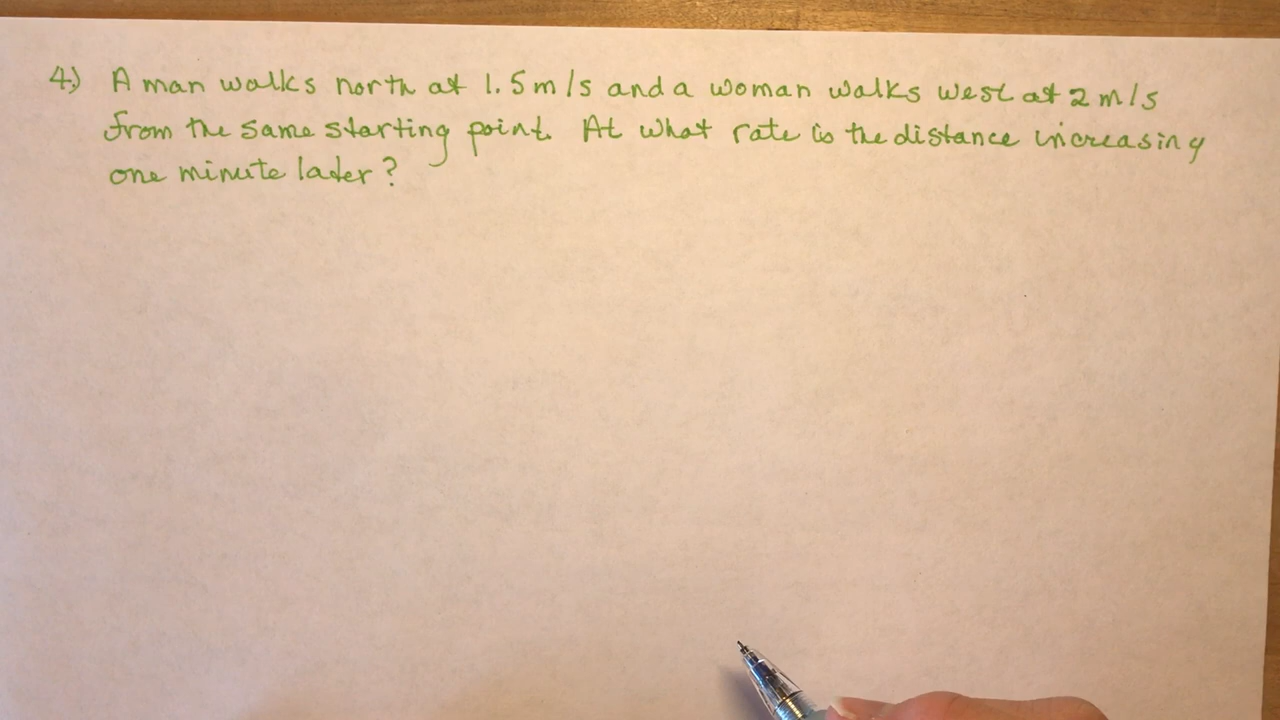 4.) A man walks north at 1.5 m/s and a woman walks west at 2 m/s
from the same starting point. At what rate is the distance increasing
one minute later?